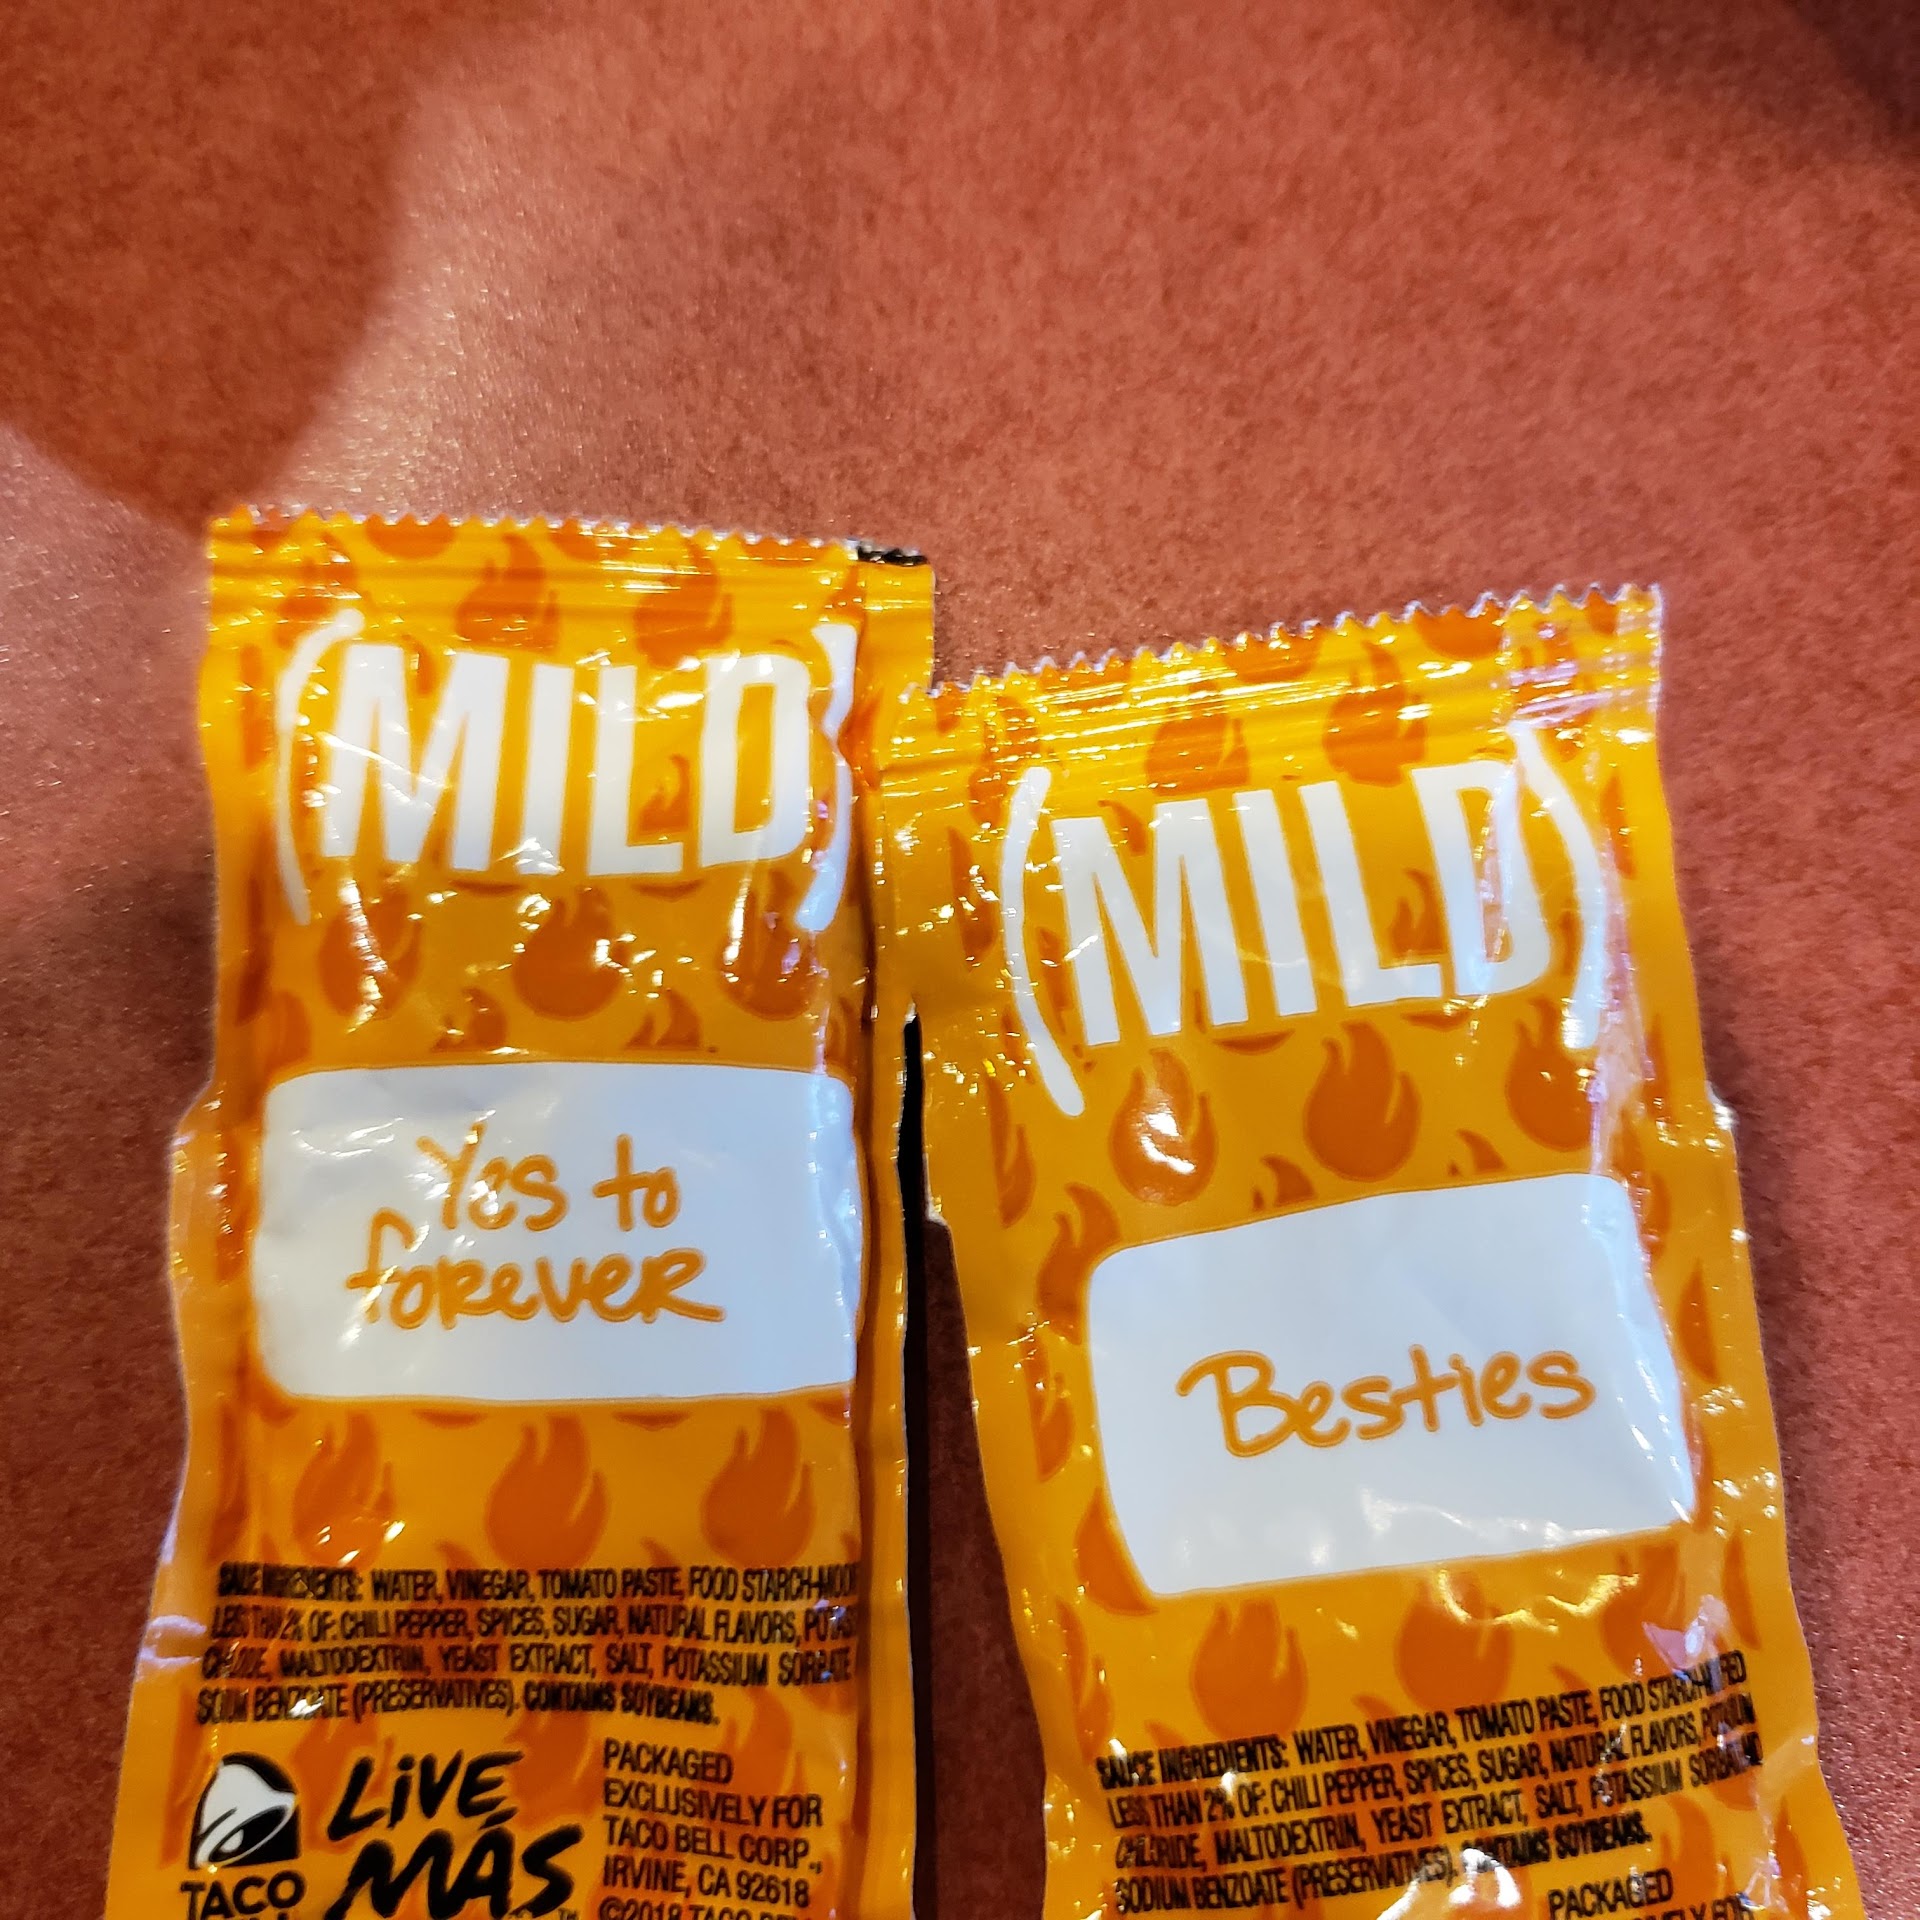 (MILD)
Yes to
forever
SAUCE INGREDIENTS: WATER, VINEGAR, TOMATO PASTE, FOOD STARCH-MOD
LESS THAN 2% OF: CHILI PEPPER, SPICES, SUGAR, NATURAL FLAVORS, POTAS
CHLORIDE, MALTODEXTRIN, YEAST EXTRACT, SALT, POTASSIUM SORBATE
SODIUM BENZOATE (PRESERVATIVES). CONTAINS SOYBEANS.
TACO
LIVE
MÁS
PACKAGED
EXCLUSIVELY FOR
TACO BELL CORP.,
IRVINE, CA 92618
©2018 TACO BELL
(MILD)
Besties
SAUCE INGREDIENTS: WATER, VINEGAR, TOMATO PASTE, FOOD STARCH-MODIFIED
LESS THAN 2% OF: CHILI PEPPER, SPICES, SUGAR, NATURAL FLAVORS, POTASSIUM
CHLORIDE, MALTODEXTRIN, YEAST EXTRACT, SALT, POTASSIUM SORBATE AND
SODIUM BENZOATE (PRESERVATIVES). CONTAINS SOYBEANS.
PACKAGED